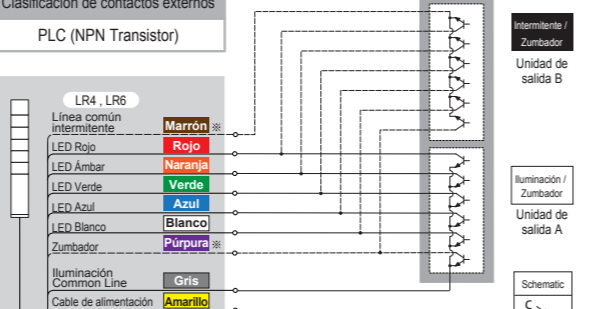 Clasificación de contactos externos
PLC (NPN Transistor)
LR4 , LR6
Línea común
intermitente
Marrón ※
LED Rojo
Rojo
LED Ámbar
Naranja
LED Verde
Verde
LED Azul
Azul
LED Blanco
Blanco
Zumbador
Púrpura ※
Iluminación
Common Line
Gris
Cable de alimentación
Amarillo
Intermitente /
Zumbador
Unidad de
salida B
Iluminación /
Zumbador
Unidad de
salida A
Schematic